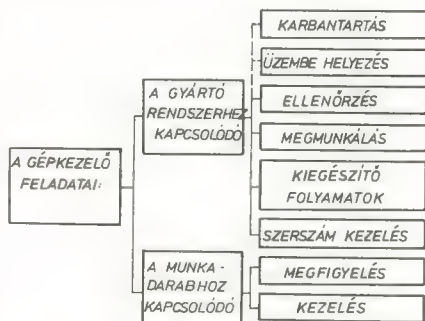 A GÉPKEZELŐ
FELADATAI:
A GYÁRTÓ
RENDSZERHEZ
KAPCSOLÓDÓ
KARBANTARTÁS
ÜZEMBE HELYEZÉS
ELLENŐRZÉS
MEGMUNKÁLÁS
KIEGÉSZÍTŐ
FOLYAMATOK
SZERSZÁM KEZELÉS
A MUNKA-
DARABHOZ
KAPCSOLÓDÓ
MEGFIGYELÉS
KEZELÉS